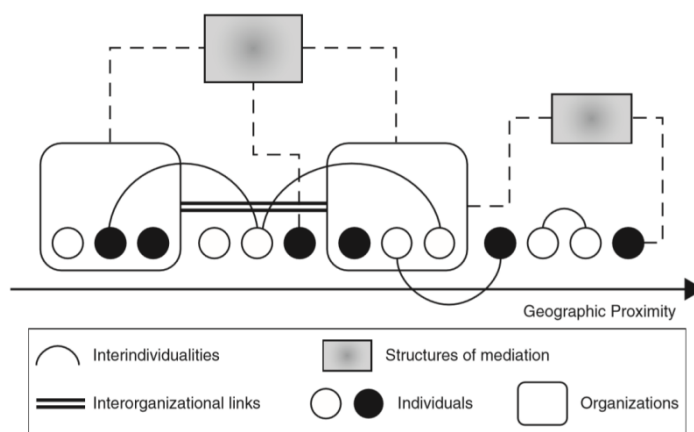 Geographic Proximity
Interindividualities
Structures of mediation
Interorganizational links
Individuals
Organizations